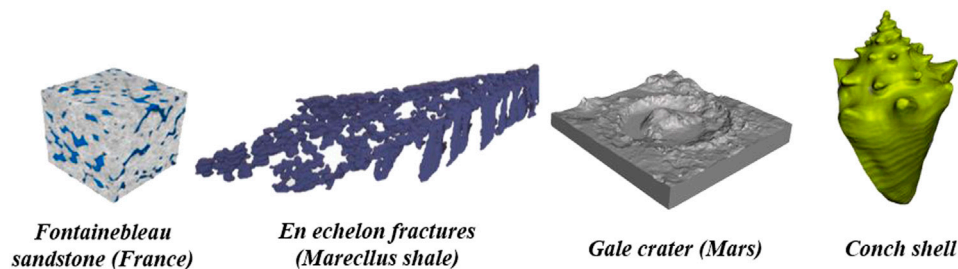 Fontainebleau
sandstone (France)
En echelon fractures
(Marecllus shale)
Gale crater (Mars)
Conch shell